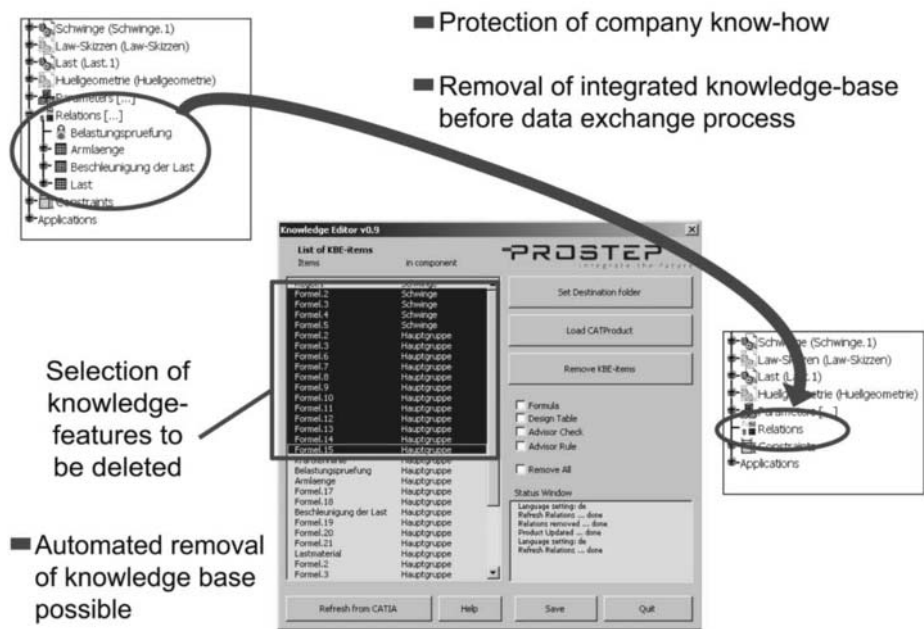 Schwinge (Schwinge.1)
Law-Skizzen (Law-Skizzen)
Last (Last.1)
Huellgeometrie (Huellgeometrie)
Parameters [...]
Relations [...]
Belastungspruefung
Armlaenge
Beschleunigung der Last
Last
Constraints
Applications
Protection of company know-how
Removal of integrated knowledge-base
before data exchange process
Selection of
knowledge-
features to
be deleted
Automated removal
of knowledge base
possible
Knowledge Editor v0.9
List of KBE-items
Items in component
PROSTEP
integrate the future
Schwinge
Formel.2 Schwinge
Formel.3 Schwinge
Formel.4 Schwinge
Formel.5 Schwinge
Formel.2 Hauptgruppe
Formel.3 Hauptgruppe
Formel.6 Hauptgruppe
Formel.7 Hauptgruppe
Formel.8 Hauptgruppe
Formel.9 Hauptgruppe
Formel.10 Hauptgruppe
Formel.11 Hauptgruppe
Formel.12 Hauptgruppe
Formel.13 Hauptgruppe
Formel.14 Hauptgruppe
Formel.15 Hauptgruppe
Hauptgruppe
Belastungspruefung Hauptgruppe
Armlaenge Hauptgruppe
Formel.17 Hauptgruppe
Formel.18 Hauptgruppe
Beschleunigung der Last Hauptgruppe
Formel.19 Hauptgruppe
Formel.20 Hauptgruppe
Formel.21 Hauptgruppe
Lastmaterial Hauptgruppe
Formel.2 Hauptgruppe
Formel.3 Hauptgruppe
Set Destination folder
Load CATProduct
Remove KBE-items
Formula
Design Table
Advisor Check
Advisor Rule
Remove All
Status Window
Language setting: de
Refresh Relations ... done
Relations removed ... done
Product Updated ... done
Language setting: de
Refresh Relations ... done
Refresh from CATIA
Help
Save
Quit
Schwinge (Schwinge.1)
Law-Skizzen (Law-Skizzen)
Last (Last.1)
Huellgeometrie (Huellgeometrie)
Parameters [...]
Relations
Constraints
Applications